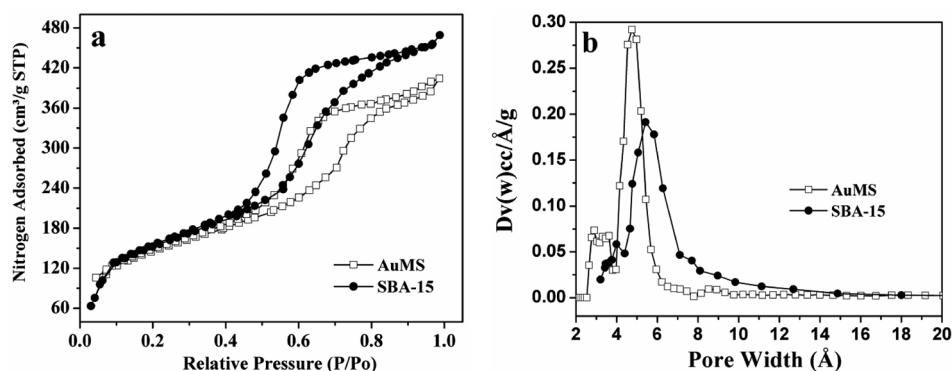 a
Nitrogen Adsorbed (cm³/g STP)
480
420
360
300
240
180
120
60
AuMS
SBA-15
0.0 0.2 0.4 0.6 0.8 1.0
Relative Pressure (P/Po)
b
Dv(w)cc/Å/g
0.30
0.25
0.20
0.15
0.10
0.05
0.00
AuMS
SBA-15
2 4 6 8 10 12 14 16 18 20
Pore Width (Å)